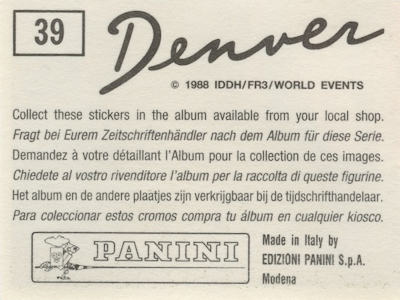 39
Denver
© 1988 IDDH/FR3/WORLD EVENTS
Collect these stickers in the album available from your local shop.
Fragt bei Eurem Zeitschriftenhändler nach dem Album für diese Serie.
Demandez à votre détaillant l'Album pour la collection de ces images.
Chiedete al vostro rivenditore l'album per la raccolta di queste figurine.
Het album en de andere plaatjes zijn verkrijgbaar bij de tijdschrifthandelaar.
Para coleccionar estos cromos compra tu álbum en cualquier kiosco.
PANINI
Made in Italy by
EDIZIONI PANINI S.p.A.
Modena